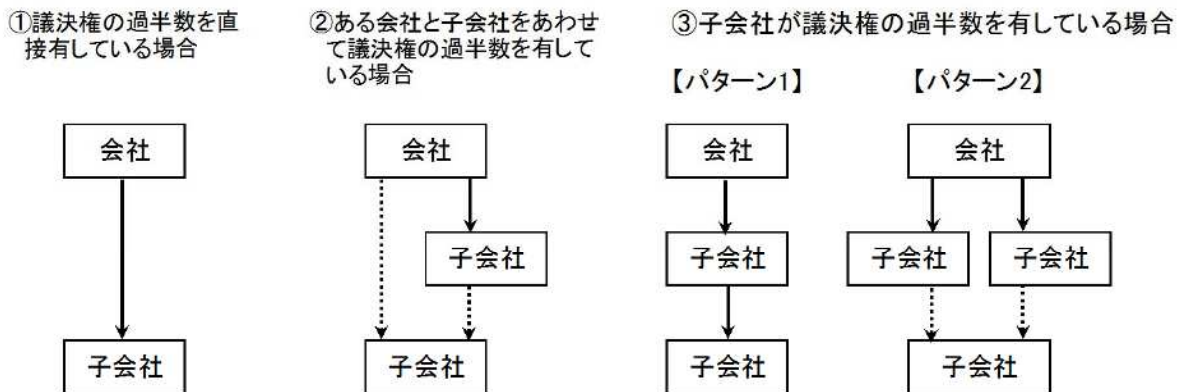 ①議決権の過半数を直
接有している場合
②ある会社と子会社をあわせ
て議決権の過半数を有して
いる場合
③子会社が議決権の過半数を有している場合
【パターン1】
【パターン2】
会社
子会社
会社
子会社
子会社
会社
子会社
子会社
会社
子会社
子会社
子会社